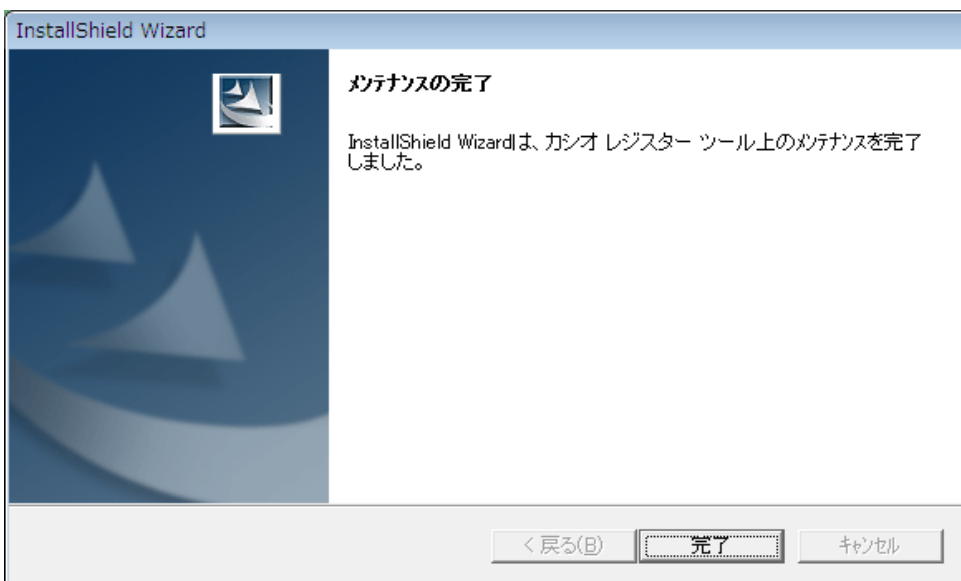 InstallShield Wizard
ﾒﾝﾃﾅﾝｽの完了
InstallShield Wizardは、カシオ レジスター ツール上のﾒﾝﾃﾅﾝｽを完了
しました。
< 戻る(B)
完了
ｷｬﾝｾﾙ